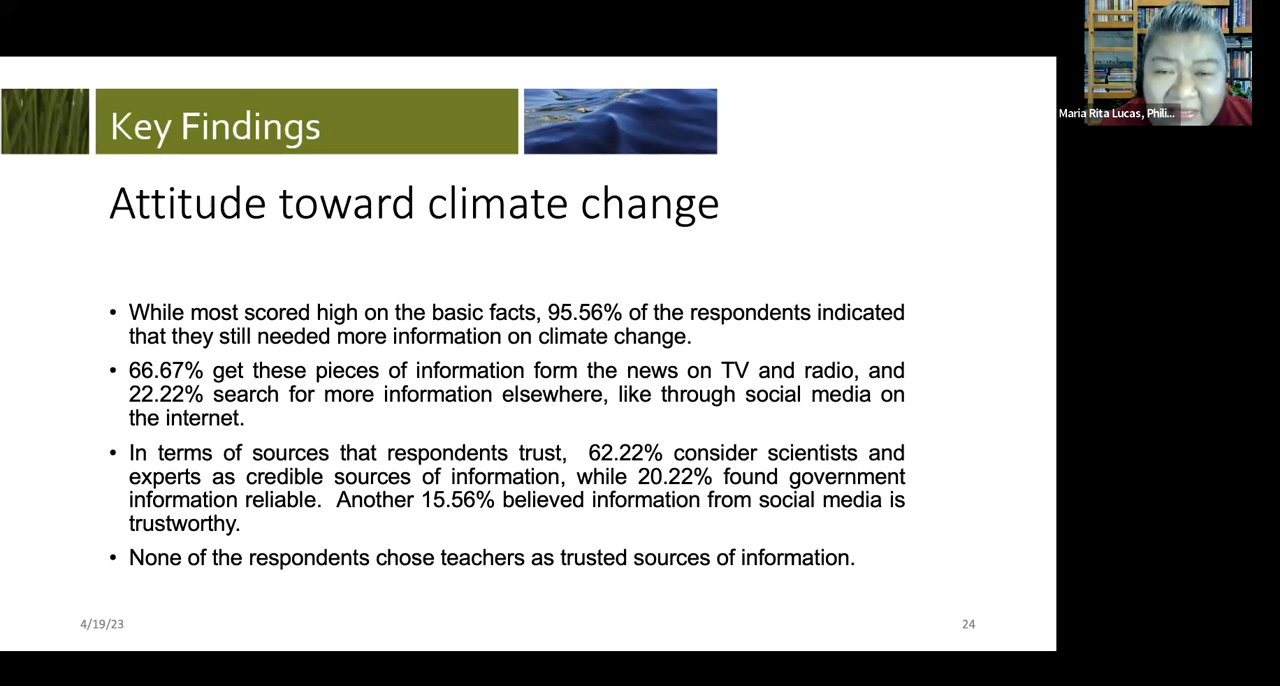 Key Findings
Maria Rita Lucas, Phili...
Attitude toward climate change
• While most scored high on the basic facts, 95.56% of the respondents indicated
that they still needed more information on climate change.
• 66.67% get these pieces of information form the news on TV and radio, and
22.22% search for more information elsewhere, like through social media on
the internet.
• In terms of sources that respondents trust, 62.22% consider scientists and
experts as credible sources of information, while 20.22% found government
information reliable. Another 15.56% believed information from social media is
trustworthy.
• None of the respondents chose teachers as trusted sources of information.
4/19/23
24